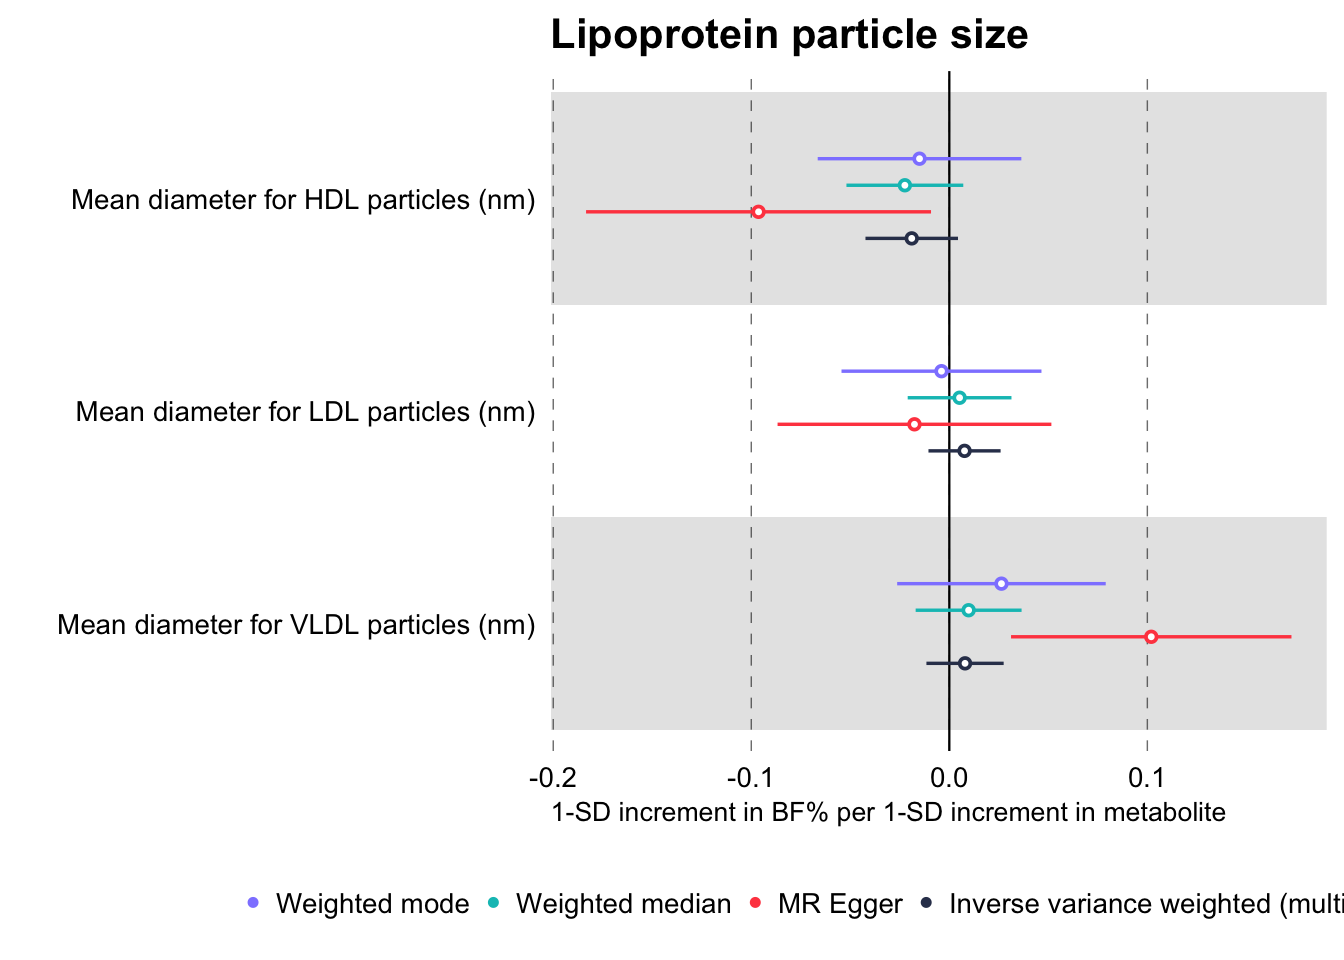 Lipoprotein particle size
Mean diameter for HDL particles (nm)
Mean diameter for LDL particles (nm)
Mean diameter for VLDL particles (nm)
-0.2 -0.1 0.0 0.1
1-SD increment in BF% per 1-SD increment in metabolite
Weighted mode Weighted median MR Egger Inverse variance weighted (multi